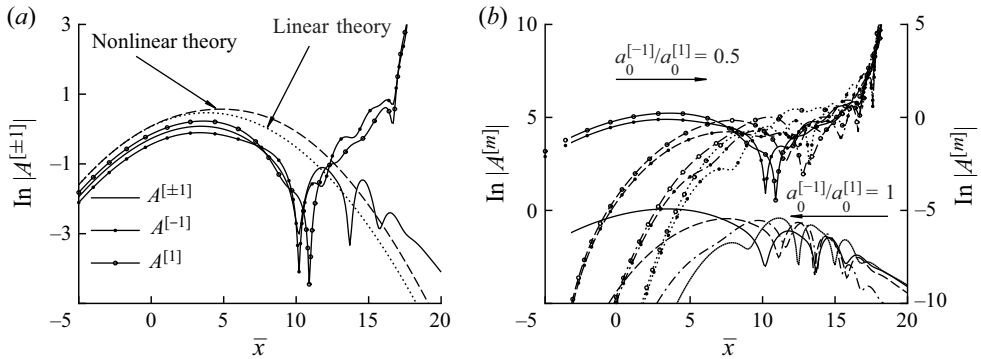 (a)
3
1
−1
−3
ln |A^[±1]|
Nonlinear theory
Linear theory
A^[±1]
A^[-1]
A^[1]
−5
0
5
10
15
20
x̄
(b)
10
5
0
−5
ln |A^[m]|
a_0^[-1]/a_0^[1] = 0.5
a_0^[-1]/a_0^[1] = 1
5
0
−5
−10
ln |A^[m]|
0
5
10
15
20
x̄